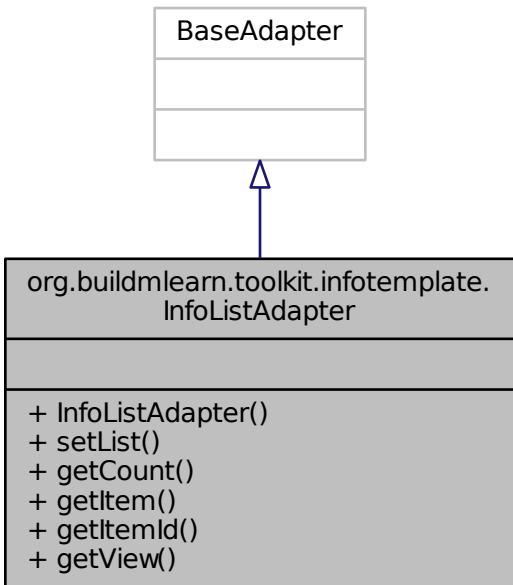 BaseAdapter
org.buildmlearn.toolkit.infotemplate.
InfoListAdapter
+ InfoListAdapter()
+ setList()
+ getCount()
+ getItem()
+ getItemId()
+ getView()